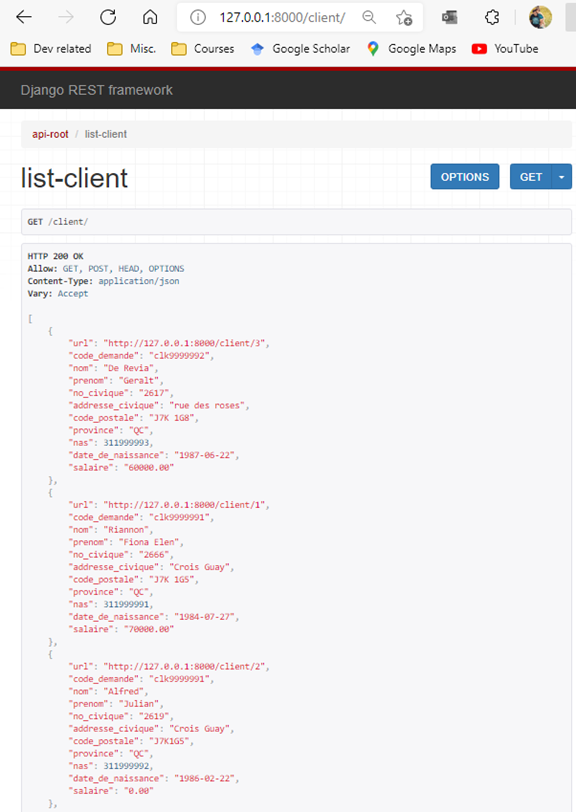 127.0.0.1:8000/client/
Dev related Misc. Courses Google Scholar Google Maps YouTube
Django REST framework
api-root / list-client
list-client
OPTIONS GET
GET /client/
HTTP 200 OK
Allow: GET, POST, HEAD, OPTIONS
Content-Type: application/json
Vary: Accept
[
    {
        "url": "http://127.0.0.1:8000/client/3",
        "code_demande": "clk9999992",
        "nom": "De Revia",
        "prenom": "Geralt",
        "no_civique": "2617",
        "addresse_civique": "rue des roses",
        "code_postale": "J7K 1G8",
        "province": "QC",
        "nas": 311999993,
        "date_de_naissance": "1987-06-22",
        "salaire": "60000.00"
    },
    {
        "url": "http://127.0.0.1:8000/client/1",
        "code_demande": "clk9999991",
        "nom": "Riannon",
        "prenom": "Fiona Elen",
        "no_civique": "2666",
        "addresse_civique": "Crois Guay",
        "code_postale": "J7K 1G5",
        "province": "QC",
        "nas": 311999991,
        "date_de_naissance": "1984-07-27",
        "salaire": "70000.00"
    },
    {
        "url": "http://127.0.0.1:8000/client/2",
        "code_demande": "clk9999991",
        "nom": "Alfred",
        "prenom": "Julian",
        "no_civique": "2619",
        "addresse_civique": "Crois Guay",
        "code_postale": "J7K1G5",
        "province": "QC",
        "nas": 311999992,
        "date_de_naissance": "1986-02-22",
        "salaire": "0.00"
    },